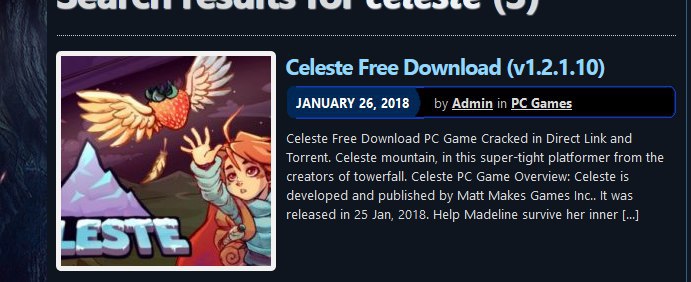 Search results for celeste (5)
Celeste Free Download (v1.2.1.10)
JANUARY 26, 2018 by Admin in PC Games
Celeste Free Download PC Game Cracked in Direct Link and
Torrent. Celeste mountain, in this super-tight platformer from the
creators of towerfall. Celeste PC Game Overview: Celeste is
developed and published by Matt Makes Games Inc.. It was
released in 25 Jan, 2018. Help Madeline survive her inner [...]
LESTE